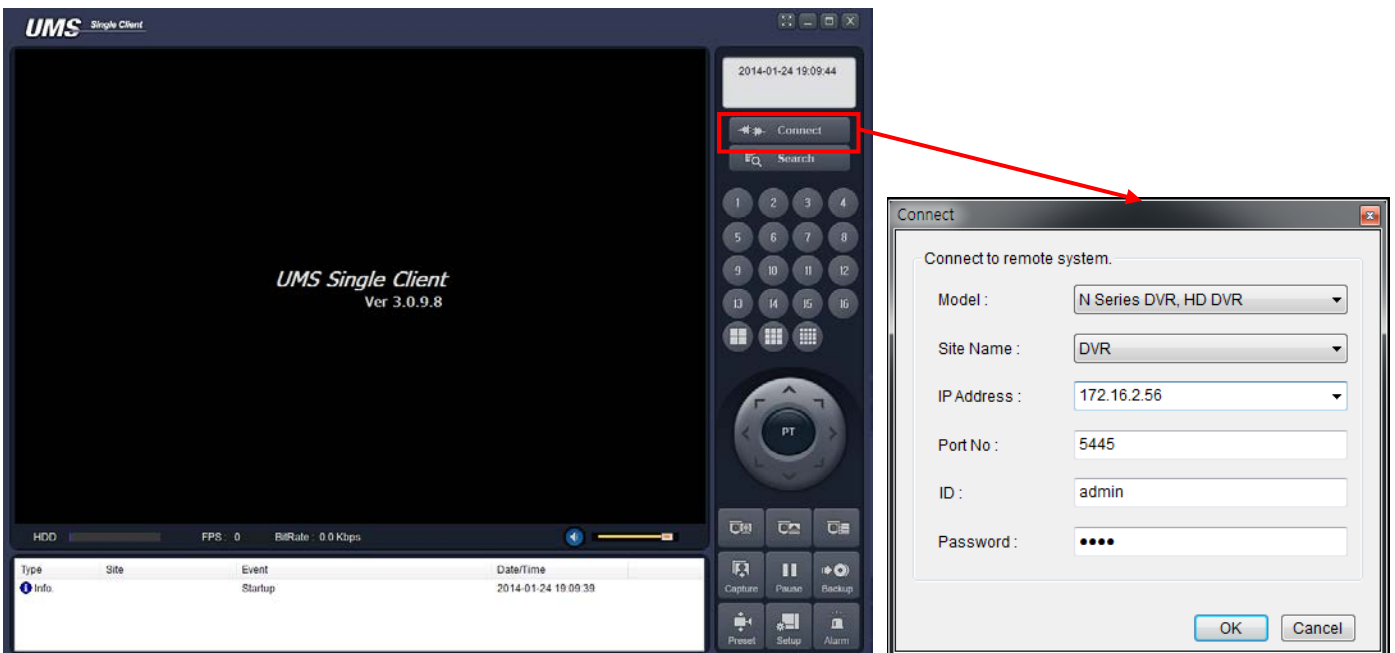 UMS Single Client
2014-01-24 19:09:44
Connect
Search
1 2 3 4
5 6 7 8
9 10 11 12
13 14 15 16
UMS Single Client
Ver 3.0.9.8
PT
HDD FPS : 0 BitRate : 0.0 Kbps
Type Site Event Date/Time
Info. Startup 2014-01-24 19:09:39
Capture Pause Backup
Preset Setup Alarm
Connect
Connect to remote system.
Model : N Series DVR, HD DVR
Site Name : DVR
IP Address : 172.16.2.56
Port No : 5445
ID : admin
Password : ••••
OK Cancel